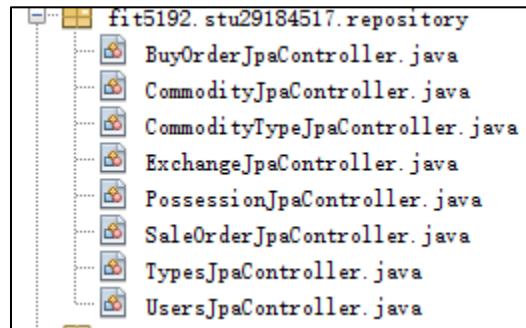 fit5192.stu29184517.repository
BuyOrderJpaController.java
CommodityJpaController.java
CommodityTypeJpaController.java
ExchangeJpaController.java
PossessionJpaController.java
SaleOrderJpaController.java
TypesJpaController.java
UsersJpaController.java